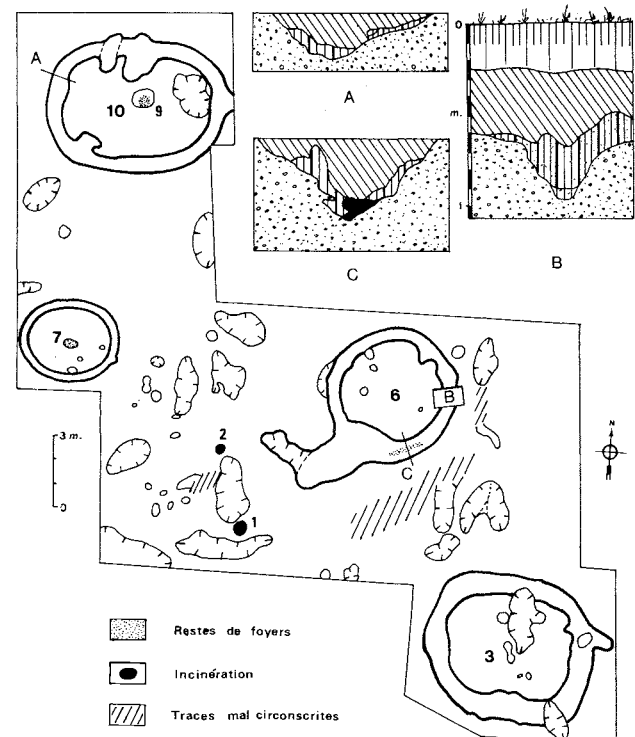 A
10
9
A
C
0
m.
1
B
7
6
B
C
3 m.
0
2
1
N
3
Restes de foyers
Incinération
Traces mal circonscrites